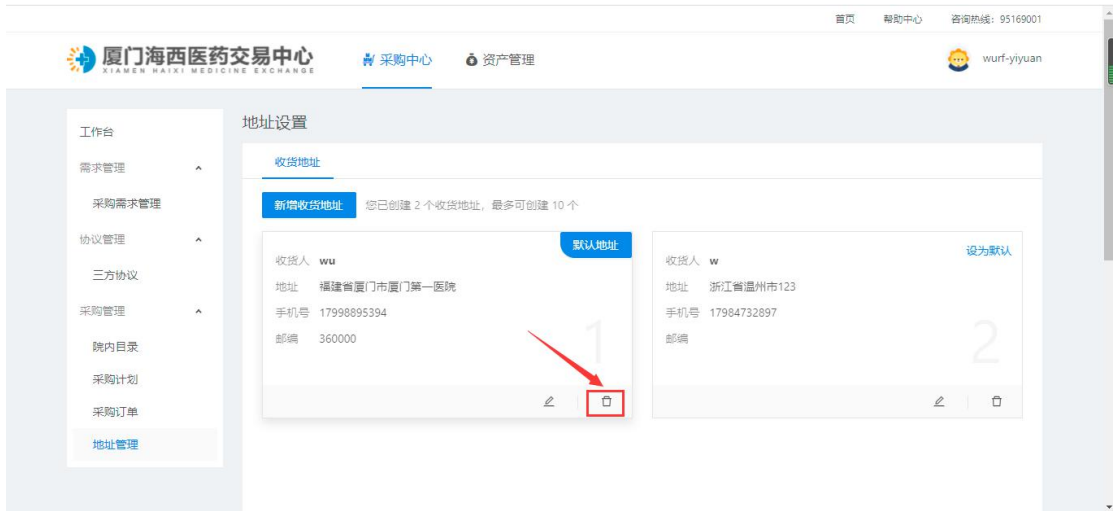 首页 帮助中心 咨询热线：95169001
厦门海西医药交易中心 采购中心 资产管理 wurf-yiyuan
XIAMEN HAIXI MEDICINE EXCHANGE
工作台
需求管理
采购需求管理
协议管理
三方协议
采购管理
院内目录
采购计划
采购订单
地址管理
地址设置
收货地址
新增收货地址 您已创建 2 个收货地址，最多可创建 10 个
默认地址
收货人 wu
地址 福建省厦门市厦门第一医院
手机号 17998895394
邮编 360000
1
设为默认
收货人 w
地址 浙江省温州市123
手机号 17984732897
邮编
2